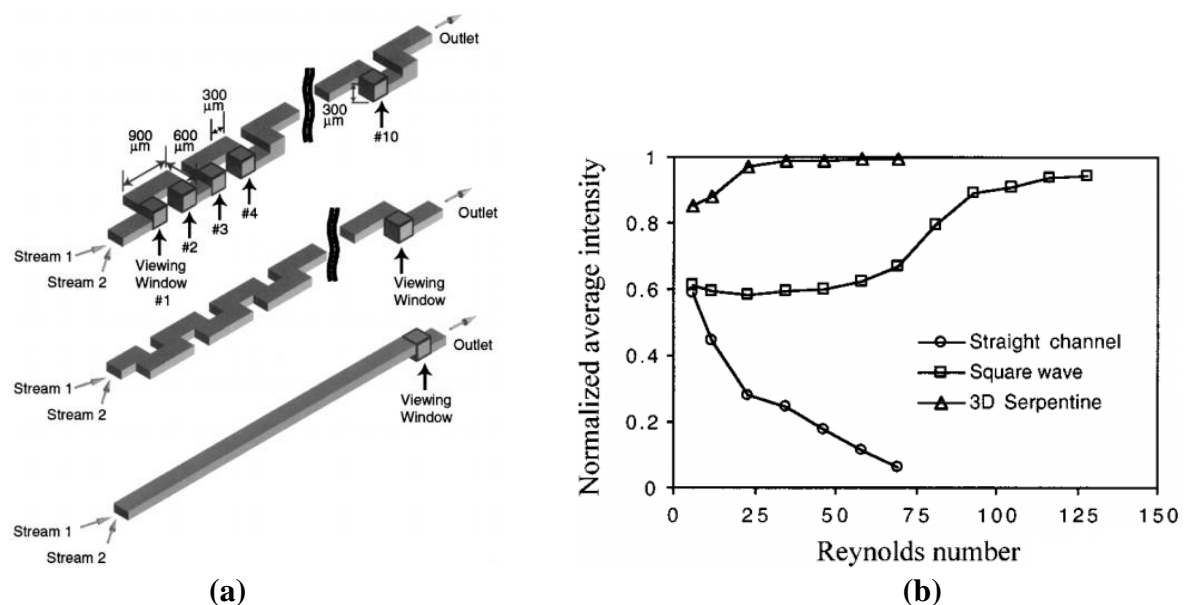 Outlet
300
μm
900
μm
600
μm
300
μm
#10
#4
#3
#2
Stream 1
Stream 2
Viewing
Window
#1
Outlet
Viewing
Window
Stream 1
Stream 2
Outlet
Viewing
Window
Stream 1
Stream 2
(a)
Normalized average intensity
1
0.8
0.6
0.4
0.2
0
0
25
50
75
100
125
150
Straight channel
Square wave
3D Serpentine
Reynolds number
(b)